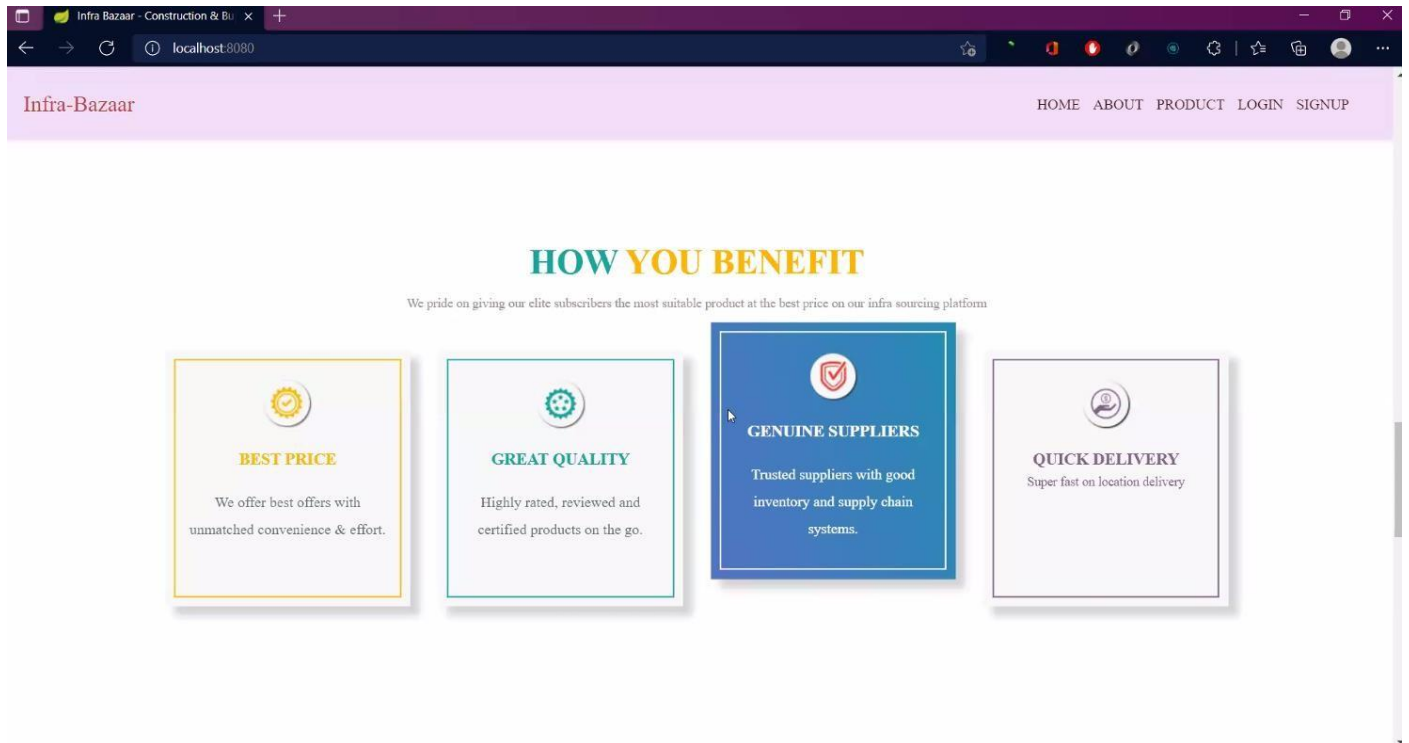 Infra Bazaar - Construction & Bu
localhost:8080
Infra-Bazaar
HOME ABOUT PRODUCT LOGIN SIGNUP
HOW YOU BENEFIT
We pride on giving our elite subscribers the most suitable product at the best price on our infra sourcing platform
BEST PRICE
We offer best offers with
unmatched convenience & effort.
GREAT QUALITY
Highly rated, reviewed and
certified products on the go.
GENUINE SUPPLIERS
Trusted suppliers with good
inventory and supply chain
systems.
QUICK DELIVERY
Super fast on location delivery